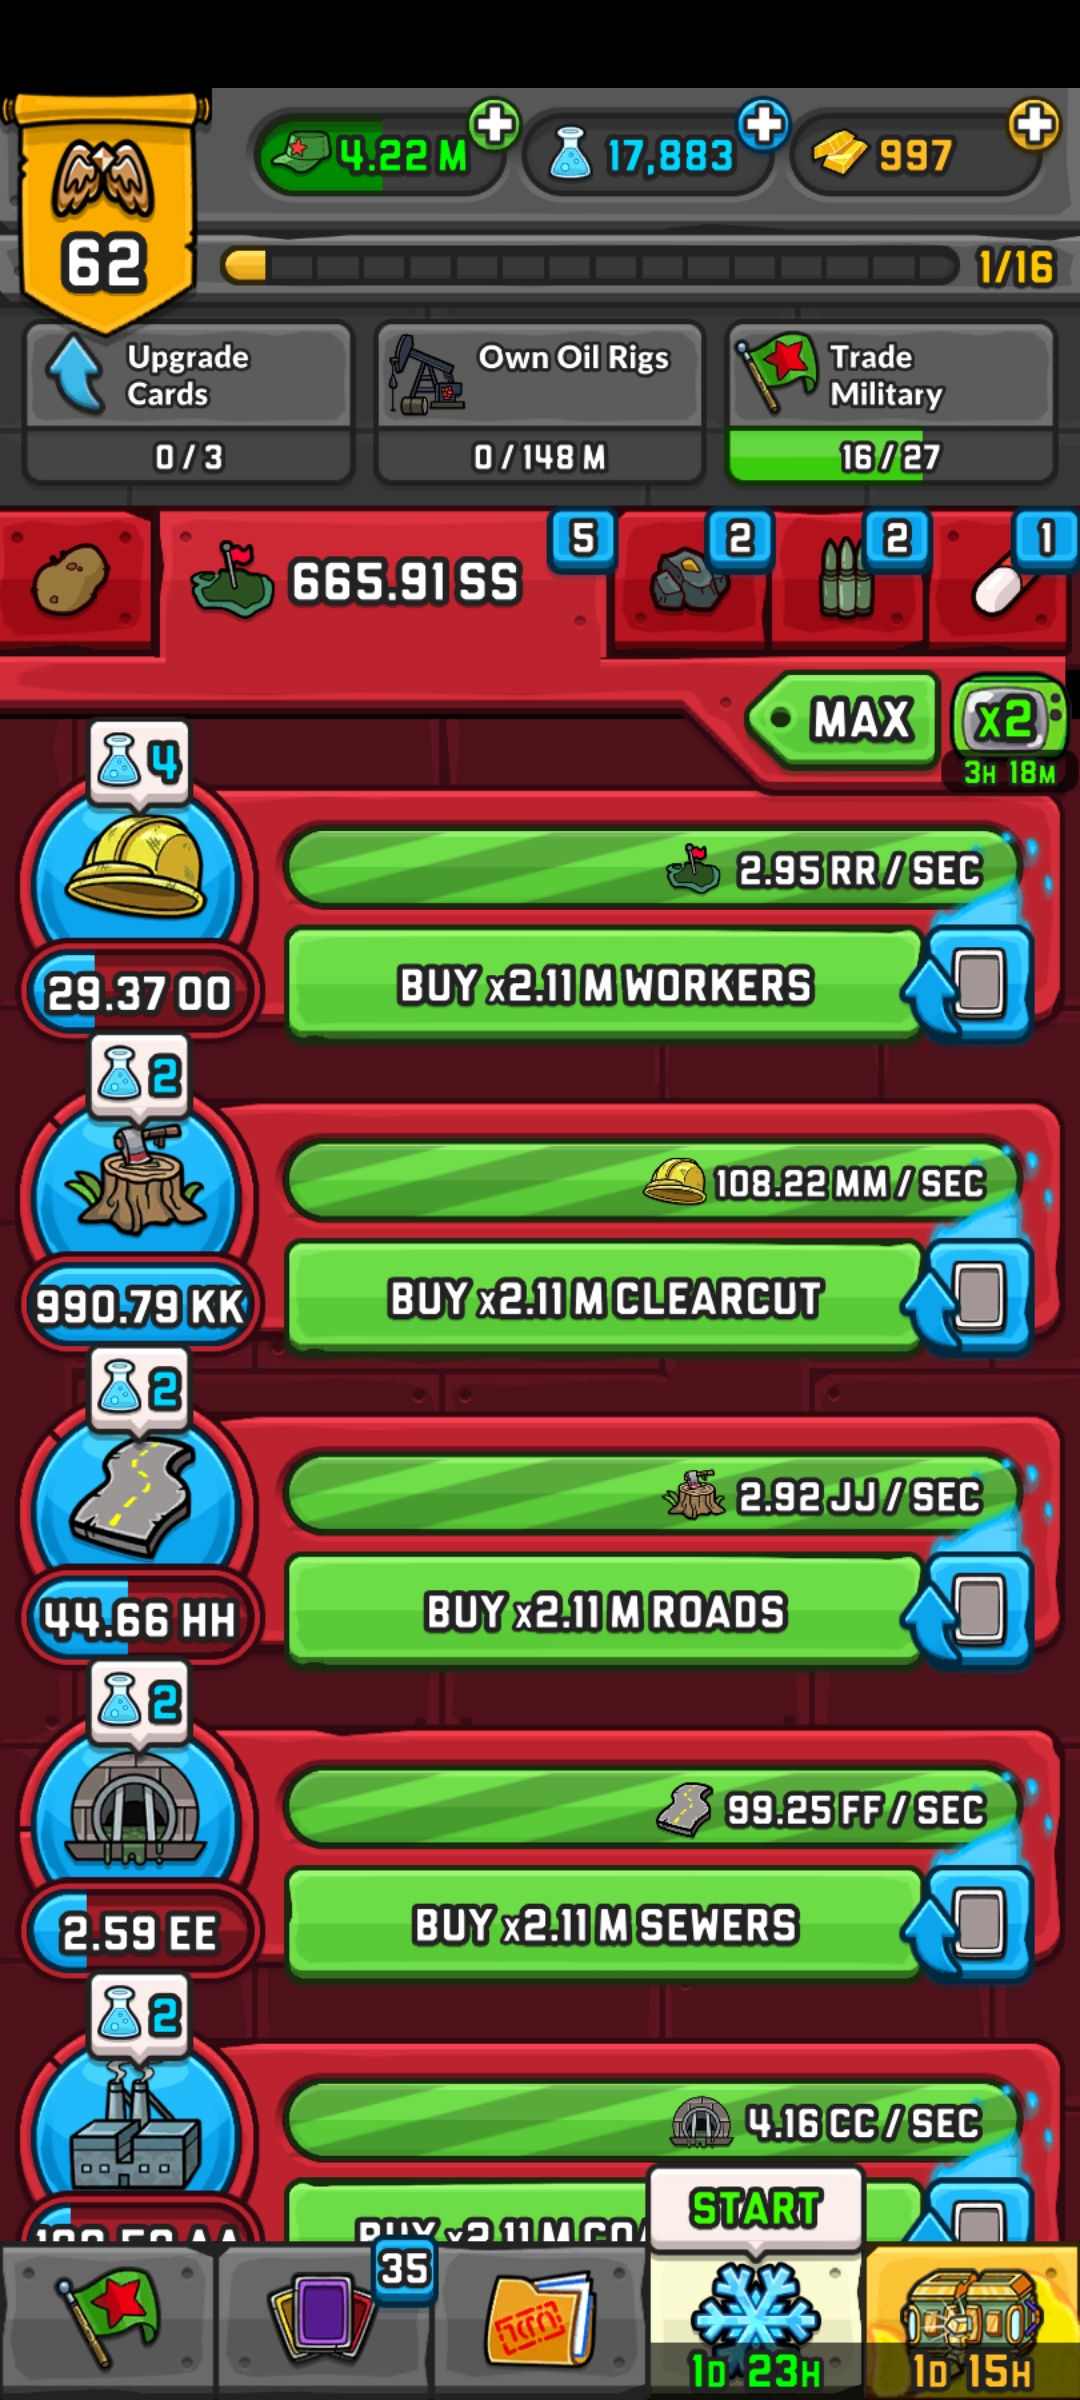 4.22 M
17,883
997
62
1/16
Upgrade Cards
0 / 3
Own Oil Rigs
0 / 148 M
Trade Military
16 / 27
665.91 SS
5
2
2
1
MAX
x2
3H 18M
4
2.95 RR / SEC
29.37 OO
BUY x2.11 M WORKERS
2
108.22 MM / SEC
990.79 KK
BUY x2.11 M CLEARCUT
2
2.92 JJ / SEC
44.66 HH
BUY x2.11 M ROADS
2
99.25 FF / SEC
2.59 EE
BUY x2.11 M SEWERS
2
4.16 CC / SEC
BUY x2.11 M
START
35
1D 23H
1D 15H